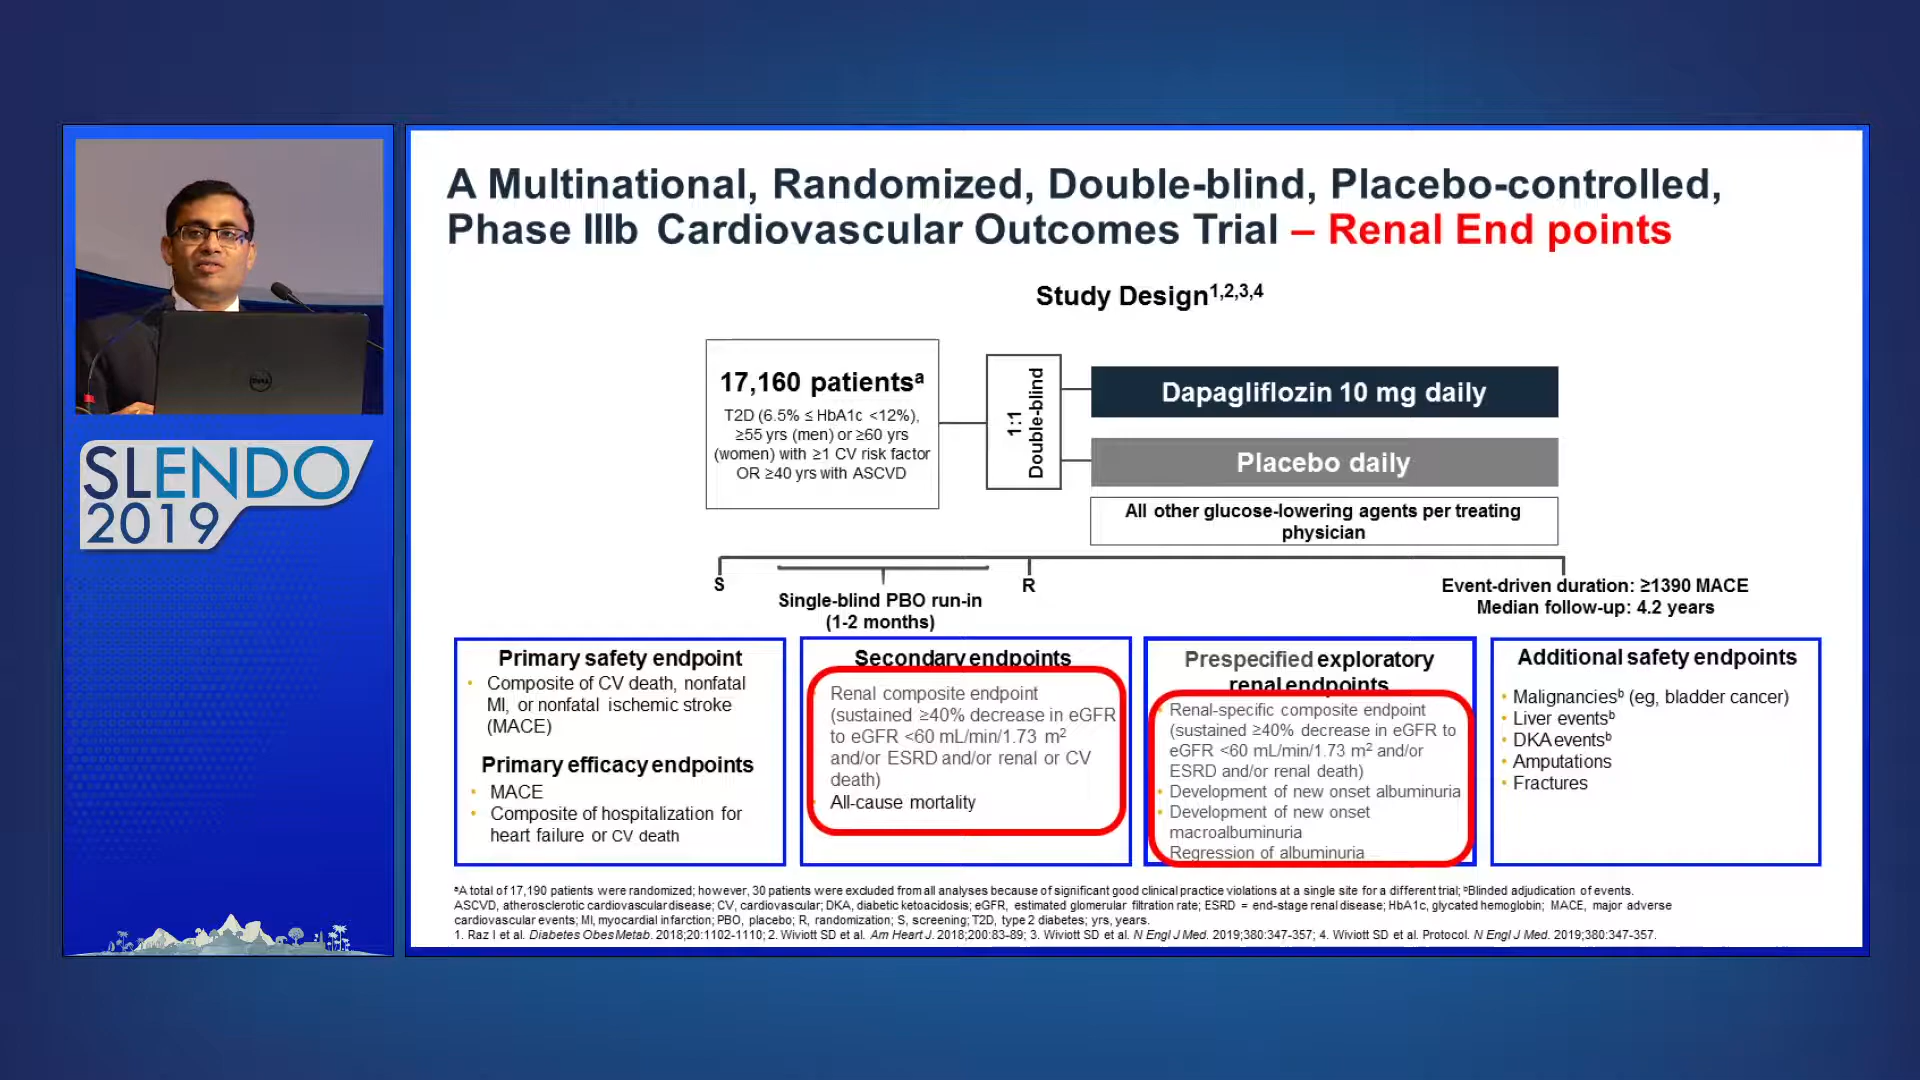 A Multinational, Randomized, Double-blind, Placebo-controlled,
Phase IIIb Cardiovascular Outcomes Trial – Renal End points
Study Design1,2,3,4
17,160 patientsa
T2D (6.5% ≤ HbA1c <12%),
≥55 yrs (men) or ≥60 yrs
(women) with ≥1 CV risk factor
OR ≥40 yrs with ASCVD
1:1
Double-blind
Dapagliflozin 10 mg daily
Placebo daily
All other glucose-lowering agents per treating
physician
S
R
Single-blind PBO run-in
(1-2 months)
Event-driven duration: ≥1390 MACE
Median follow-up: 4.2 years
Primary safety endpoint
• Composite of CV death, nonfatal
MI, or nonfatal ischemic stroke
(MACE)
Primary efficacy endpoints
• MACE
• Composite of hospitalization for
heart failure or CV death
Secondary endpoints
Renal composite endpoint
(sustained ≥40% decrease in eGFR
to eGFR <60 mL/min/1.73 m2
and/or ESRD and/or renal or CV
death)
• All-cause mortality
Prespecified exploratory
renal endpoints
• Renal-specific composite endpoint
(sustained ≥40% decrease in eGFR to
eGFR <60 mL/min/1.73 m2 and/or
ESRD and/or renal death)
• Development of new onset albuminuria
• Development of new onset
macroalbuminuria
Regression of albuminuria
Additional safety endpoints
• Malignanciesb (eg, bladder cancer)
• Liver eventsb
• DKA eventsb
• Amputations
• Fractures
aA total of 17,190 patients were randomized; however, 30 patients were excluded from all analyses because of significant good clinical practice violations at a single site for a different trial; bBlinded adjudication of events.
ASCVD, atherosclerotic cardiovascular disease; CV, cardiovascular; DKA, diabetic ketoacidosis; eGFR, estimated glomerular filtration rate; ESRD = end-stage renal disease; HbA1c, glycated hemoglobin; MACE, major adverse
cardiovascular events; MI, myocardial infarction; PBO, placebo; R, randomization; S, screening; T2D, type 2 diabetes; yrs, years.
1. Raz I et al. Diabetes Obes Metab. 2018;20:1102-1110; 2. Wiviott SD et al. Am Heart J. 2018;200:83-89; 3. Wiviott SD et al. N Engl J Med. 2019;380:347-357; 4. Wiviott SD et al. Protocol. N Engl J Med. 2019;380:347-357.
SLENDO
2019
DELL